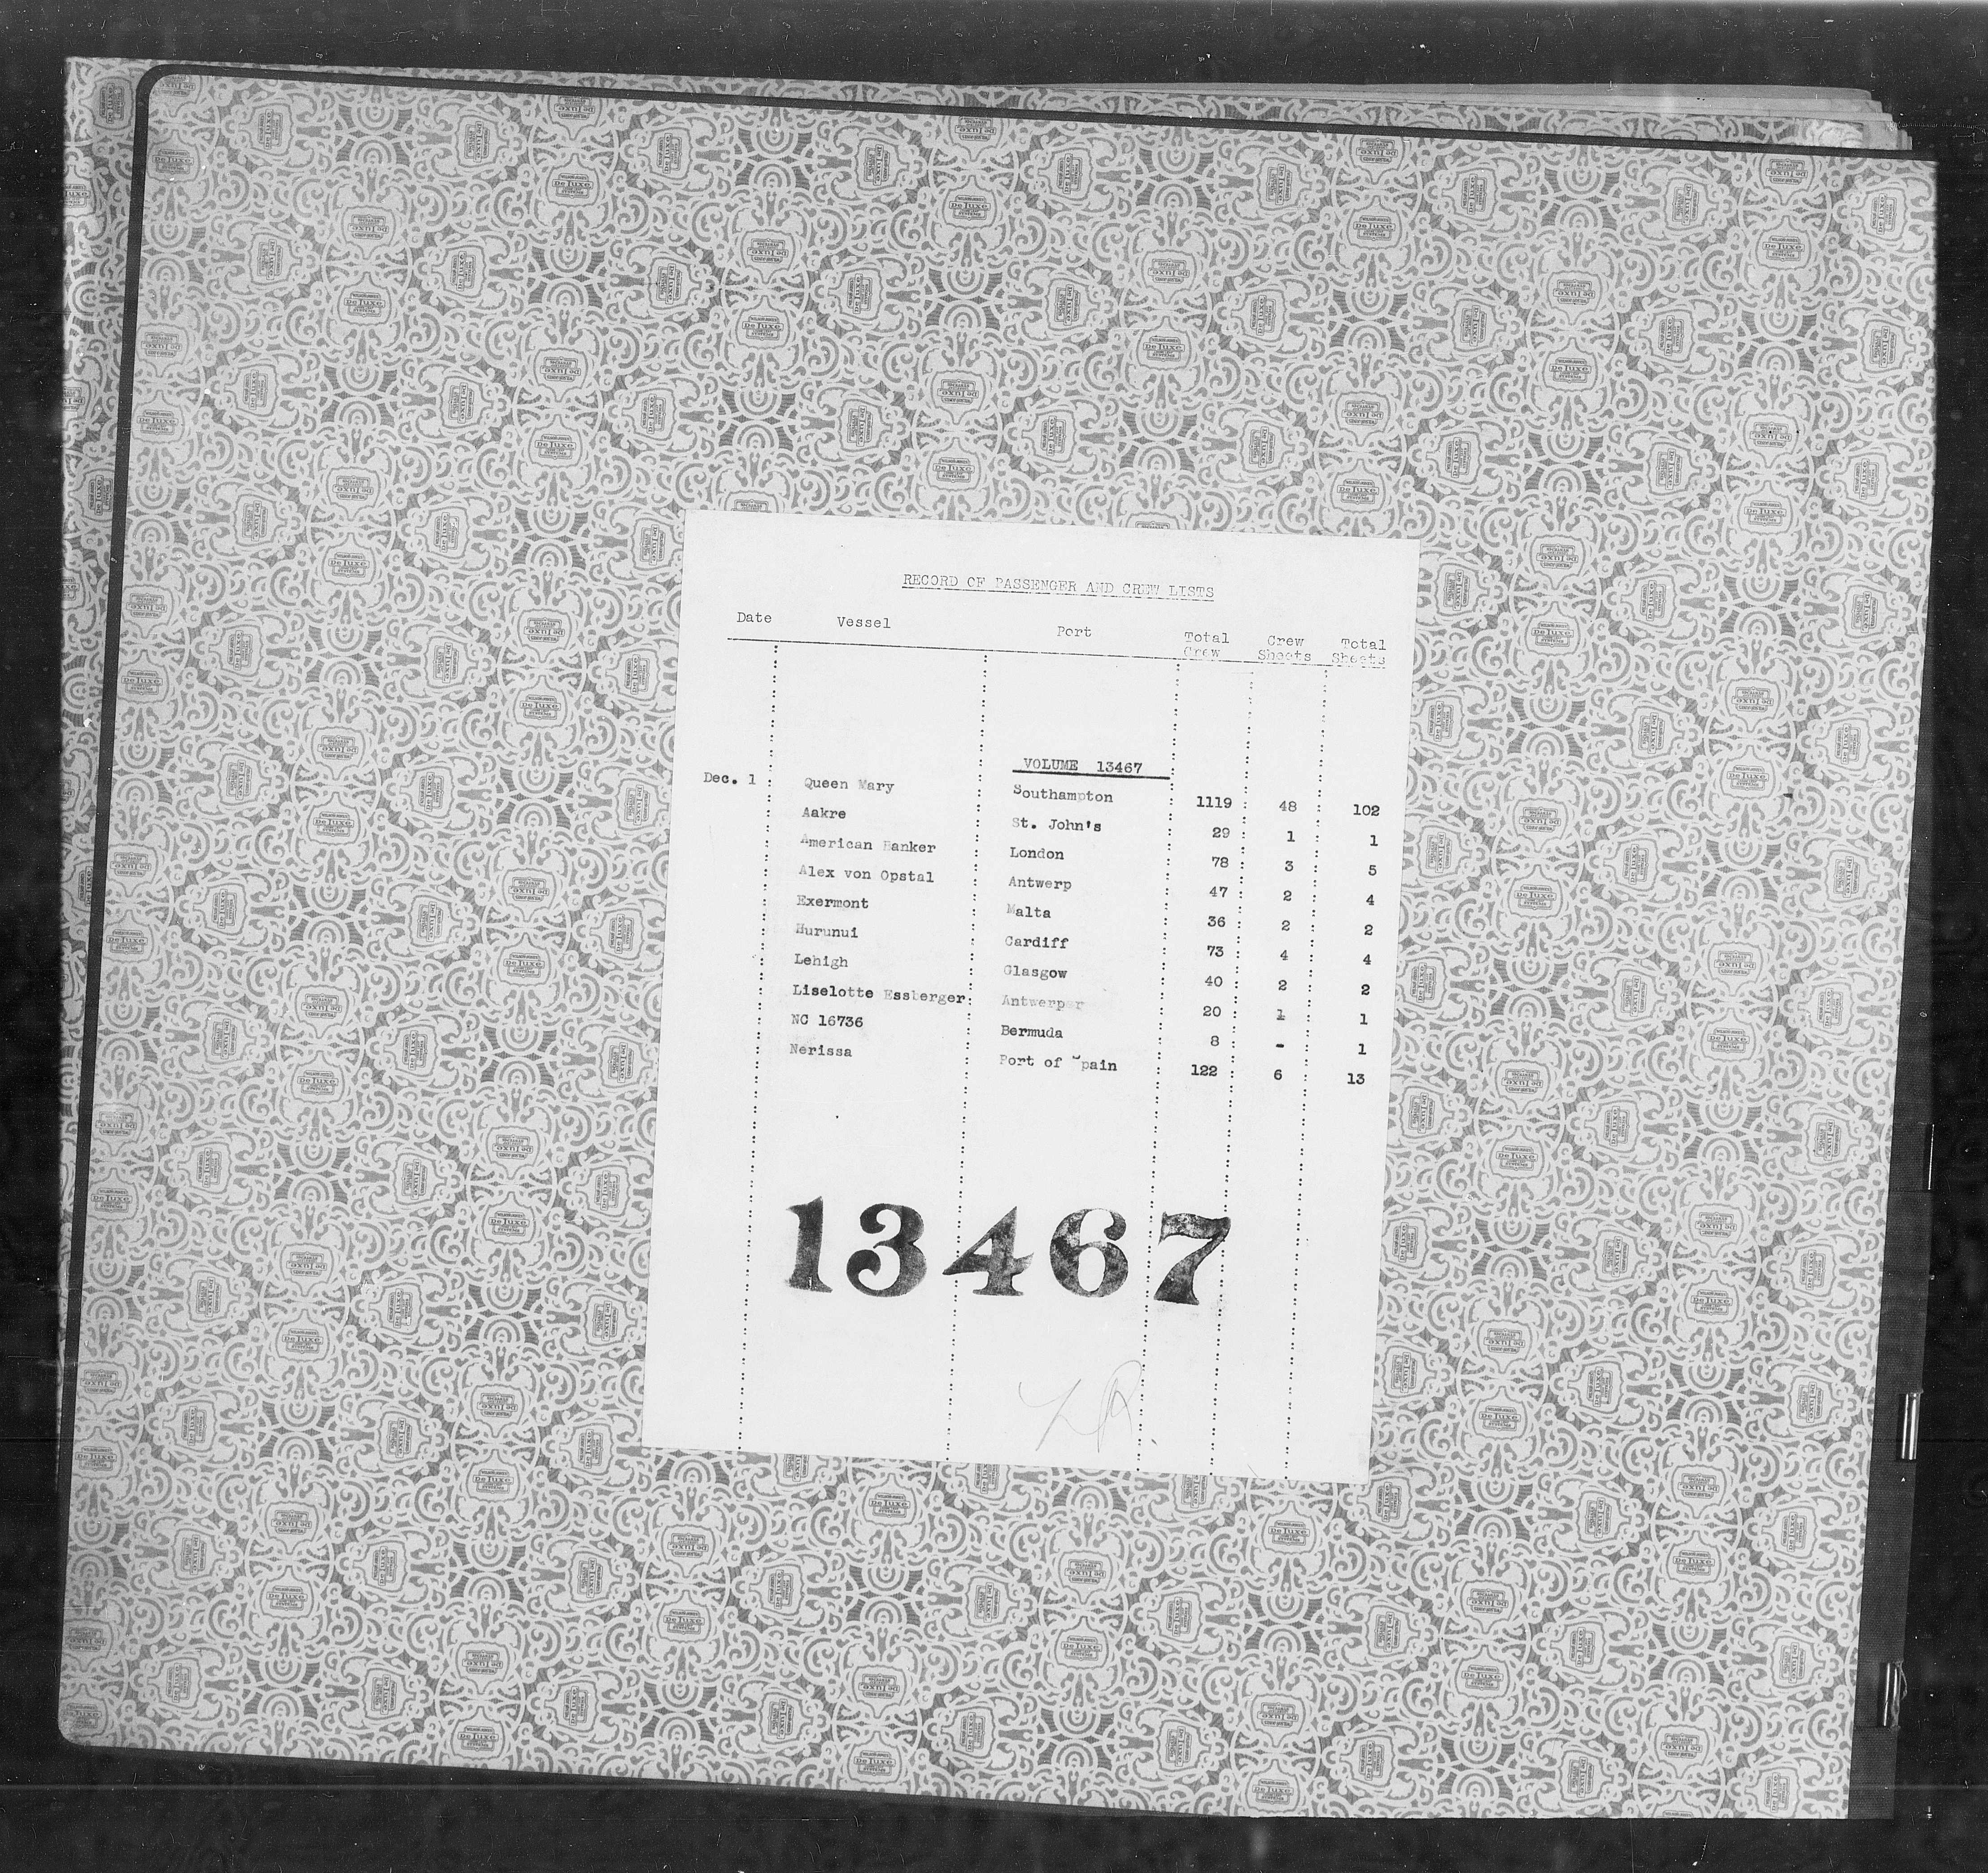 RECORD OF PASSENGER AND CREW LISTS
Date Vessel Port Total Crew Crew Sheets Total Sheets
VOLUME 13467
Dec. 1 Queen Mary Southampton 1119 48 102
Aakre St. John's 29 1 1
American Banker London 78 3 5
Alex von Opstal Antwerp 47 2 4
Exermont Malta 36 2 2
Hurunui Cardiff 73 4 4
Lehigh Glasgow 40 2 2
Liselotte Essberger Antwerper 20 1 1
NC 16736 Bermuda 8 - 1
Nerissa Port of Spain 122 6 13
13467
De Luxe